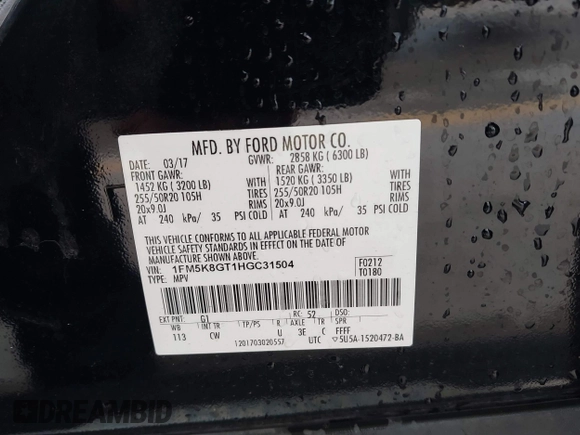 MFD. BY FORD MOTOR CO.
DATE: 03/17 GVWR: 2858 KG ( 6300 LB)
FRONT GAWR: REAR GAWR:
1452 KG ( 3200 LB) WITH 1520 KG ( 3350 LB) WITH
255/50R20 105H TIRES 255/50R20 105H TIRES
20x9.0J RIMS 20x9.0J RIMS
AT 240 kPa/ 35 PSI COLD AT 240 kPa/ 35 PSI COLD
THIS VEHICLE CONFORMS TO ALL APPLICABLE FEDERAL MOTOR
VEHICLE SAFETY STANDARDS IN EFFECT ON THE DATE OF
MANUFACTURE SHOWN ABOVE.
VIN: 1FM5K8GT1HGC31504 F0212
TYPE: MPV T0180
EXT PNT: G1 RC: 52 DSO:
WB INT TR TP/PS R AXLE TR
113 CW U 3E C FFFF
UTC 5U5A-1520472-BA
DREAMBID